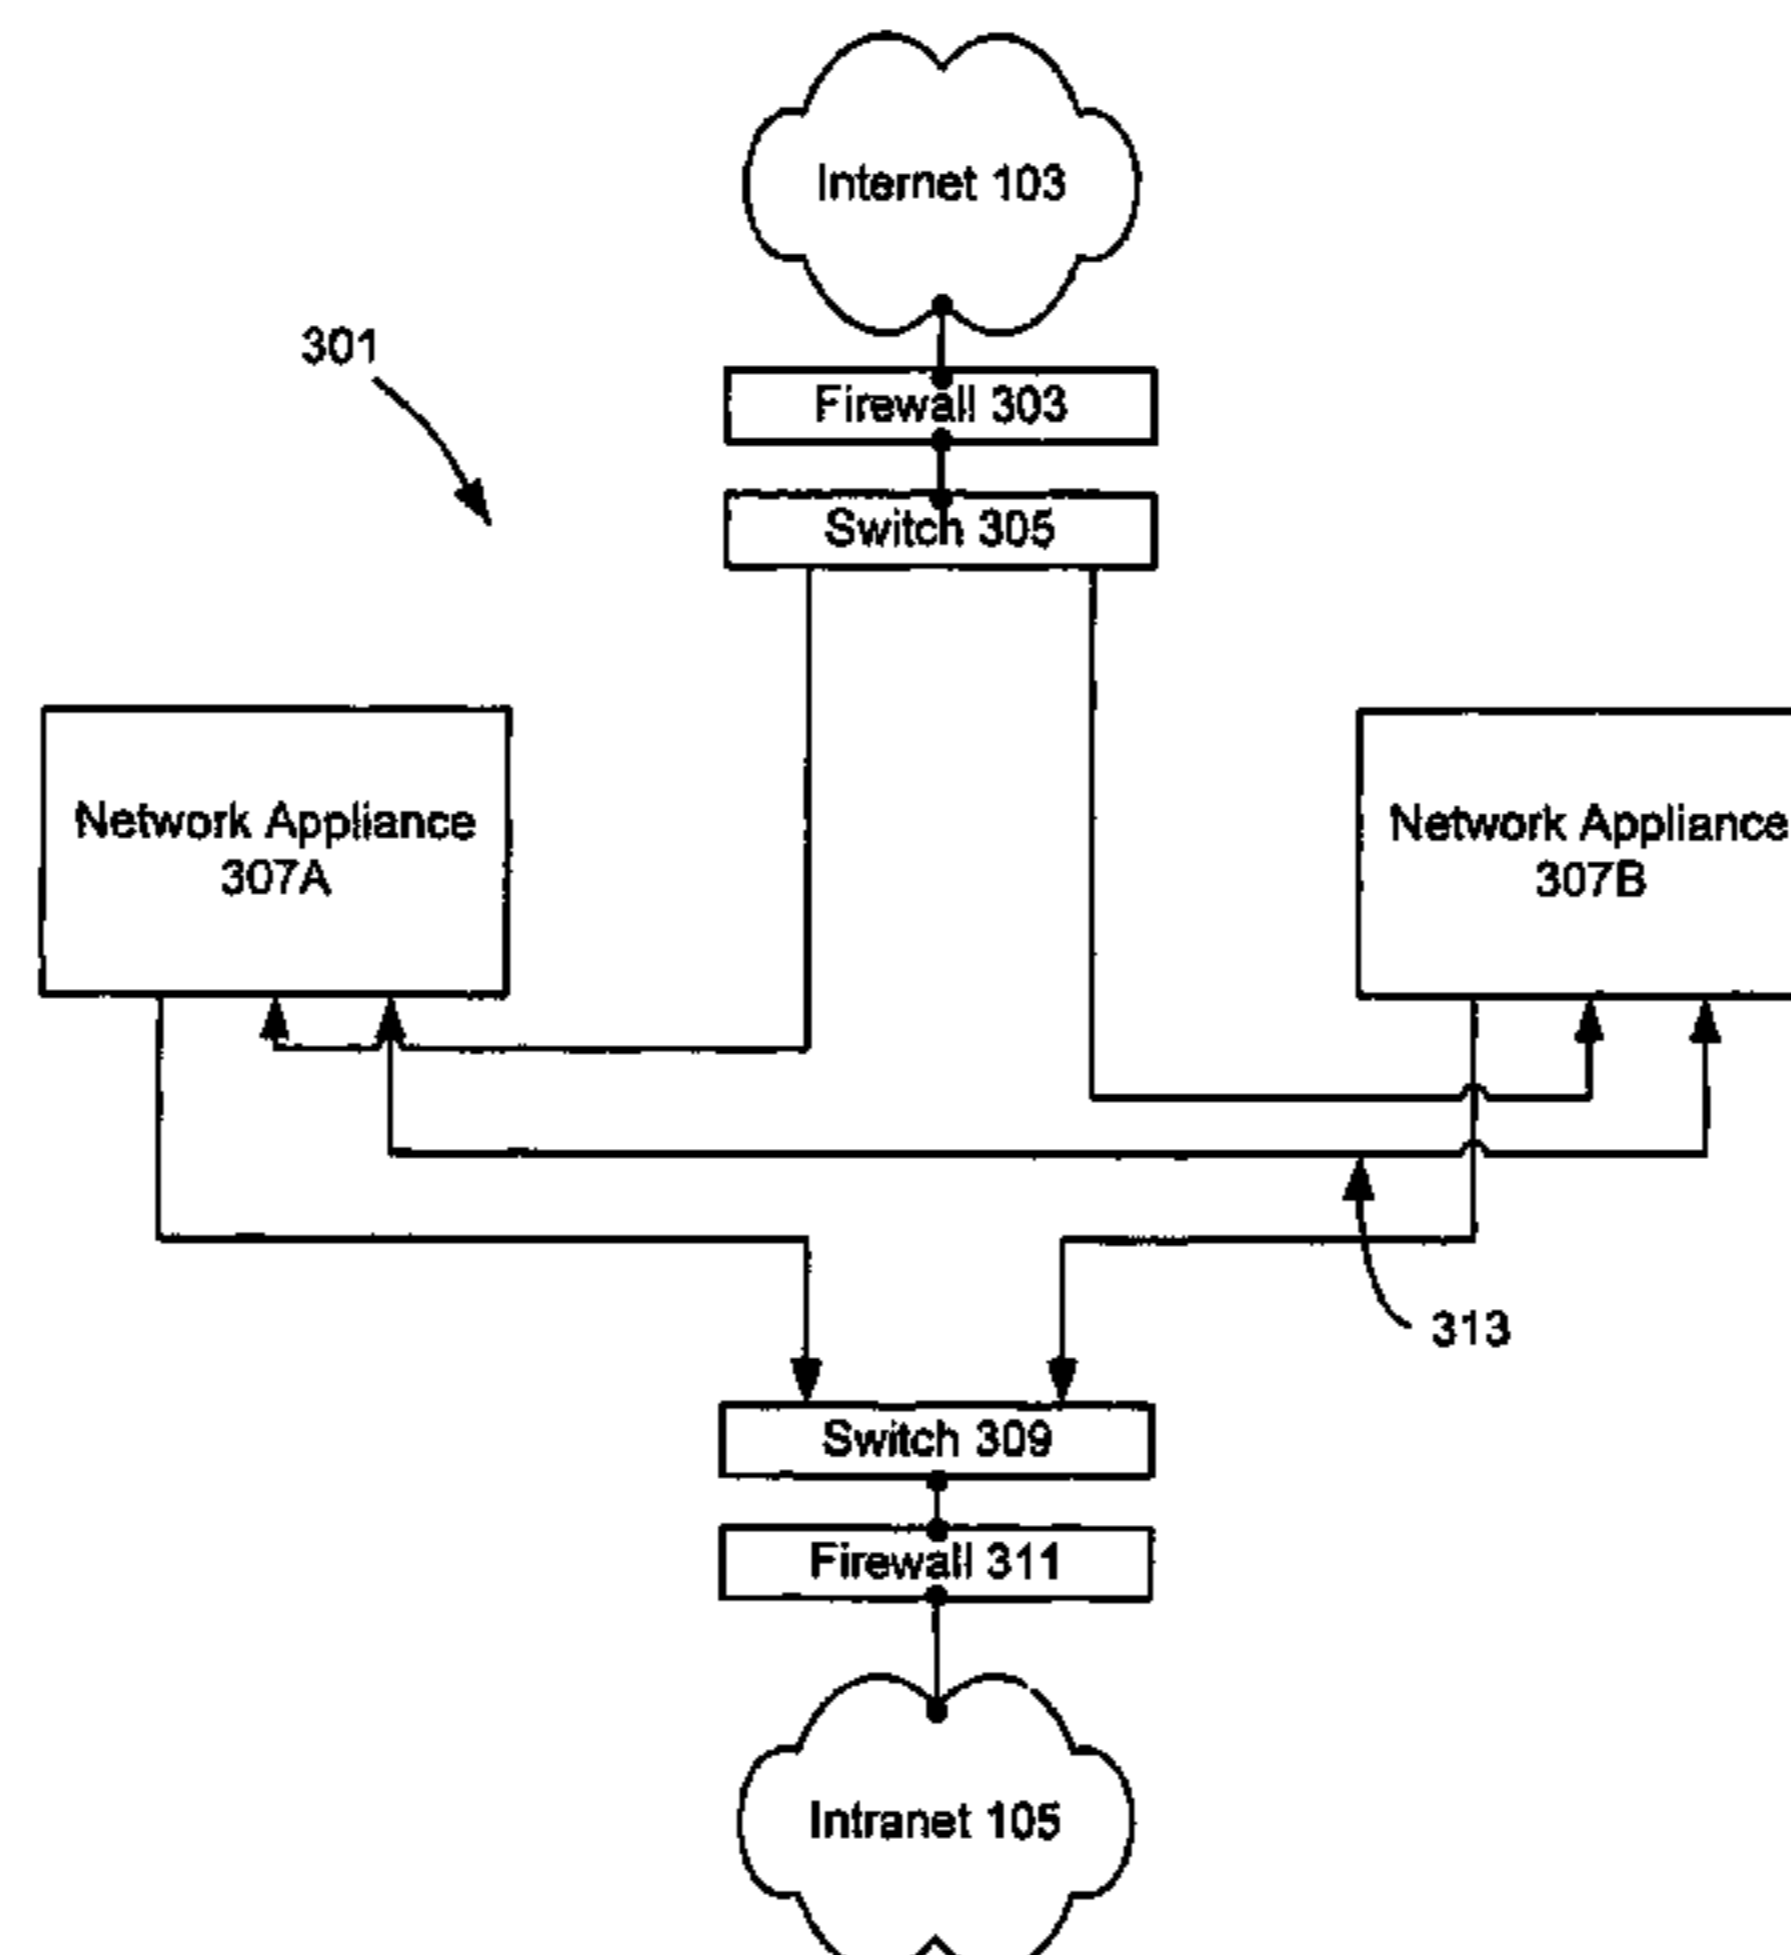 Internet 103
301
Firewall 303
Switch 305
Network Appliance
307A
Network Appliance
307B
313
Switch 309
Firewall 311
Intranet 105